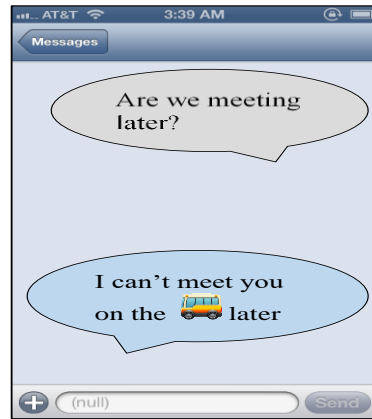 AT&T 3:39 AM
Messages
Are we meeting
later?
I can't meet you
on the 🚌 later
(null)
Send